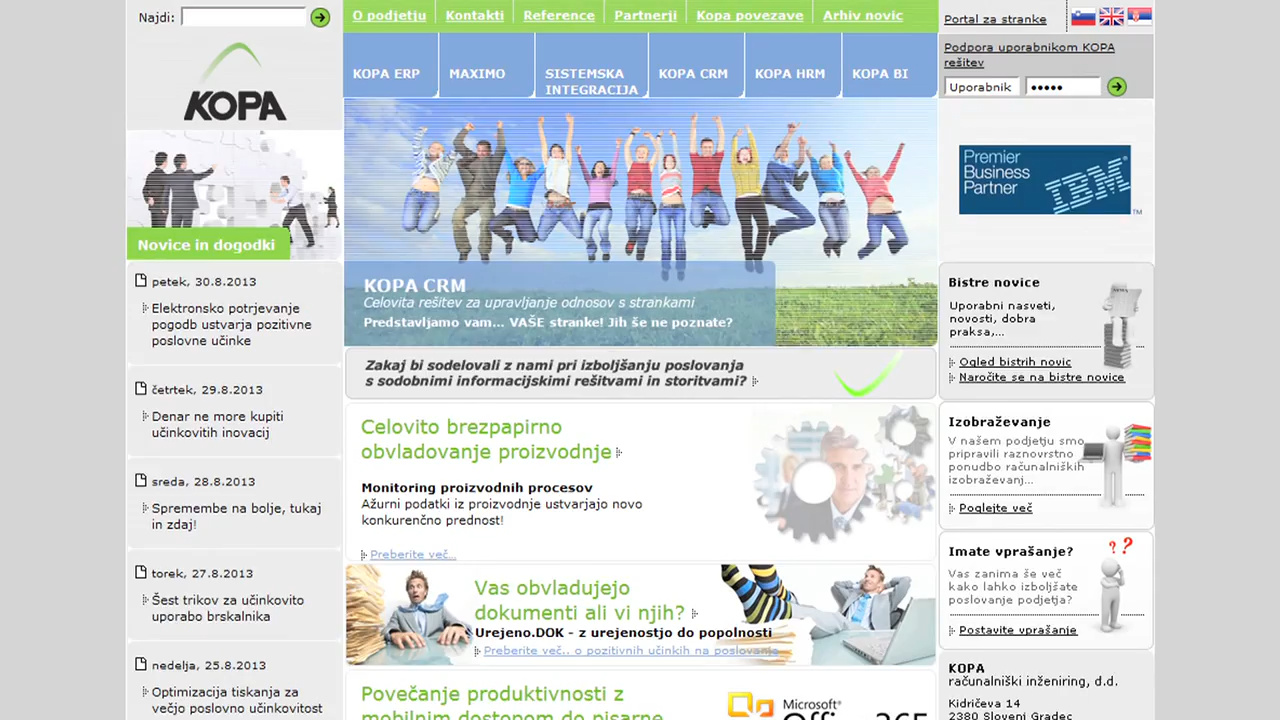 Najdi:
O podjetju Kontakti Reference Partnerji Kopa povezave Arhiv novic
Portal za stranke
KOPA ERP
MAXIMO
SISTEMSKA
INTEGRACIJA
KOPA CRM
KOPA HRM
KOPA BI
Podpora uporabnikom KOPA
rešitev
Uporabnik
KOPA
Premier
Business
Partner
IBM
TM
Novice in dogodki
petek, 30.8.2013
Elektronsko potrjevanje
pogodb ustvarja pozitivne
poslovne učinke
četrtek, 29.8.2013
Denar ne more kupiti
učinkovitih inovacij
sreda, 28.8.2013
Spremembe na bolje, tukaj
in zdaj!
torek, 27.8.2013
Šest trikov za učinkovito
uporabo brskalnika
nedelja, 25.8.2013
Optimizacija tiskanja za
večjo poslovno učinkovitost
KOPA CRM
Celovita rešitev za upravljanje odnosov s strankami
Predstavljamo vam... VAŠE stranke! Jih še ne poznate?
Zakaj bi sodelovali z nami pri izboljšanju poslovanja
s sodobnimi informacijskimi rešitvami in storitvami?
Celovito brezpapirno
obvladovanje proizvodnje
Monitoring proizvodnih procesov
Ažurni podatki iz proizvodnje ustvarjajo novo
konkurenčno prednost!
Preberite več...
Vas obvladujejo
dokumenti ali vi njih?
Urejeno.DOK - z urejenostjo do popolnosti
Preberite več.. o pozitivnih učinkih na poslovanje
Povečanje produktivnosti z
mobilnim dostopom do pisarne
Microsoft®
Office 365
Bistre novice
Uporabni nasveti,
novosti, dobra
praksa,...
Ogled bistrih novic
Naročite se na bistre novice
Izobraževanje
V našem podjetju smo
pripravili raznovrstno
ponudbo računalniških
izobraževanj...
Poglejte več
Imate vprašanje?
Vas zanima še več
kako lahko izboljšate
poslovanje podjetja?
Postavite vprašanje
KOPA
računalniški inženiring, d.d.
Kidričeva 14
2380 Slovenj Gradec